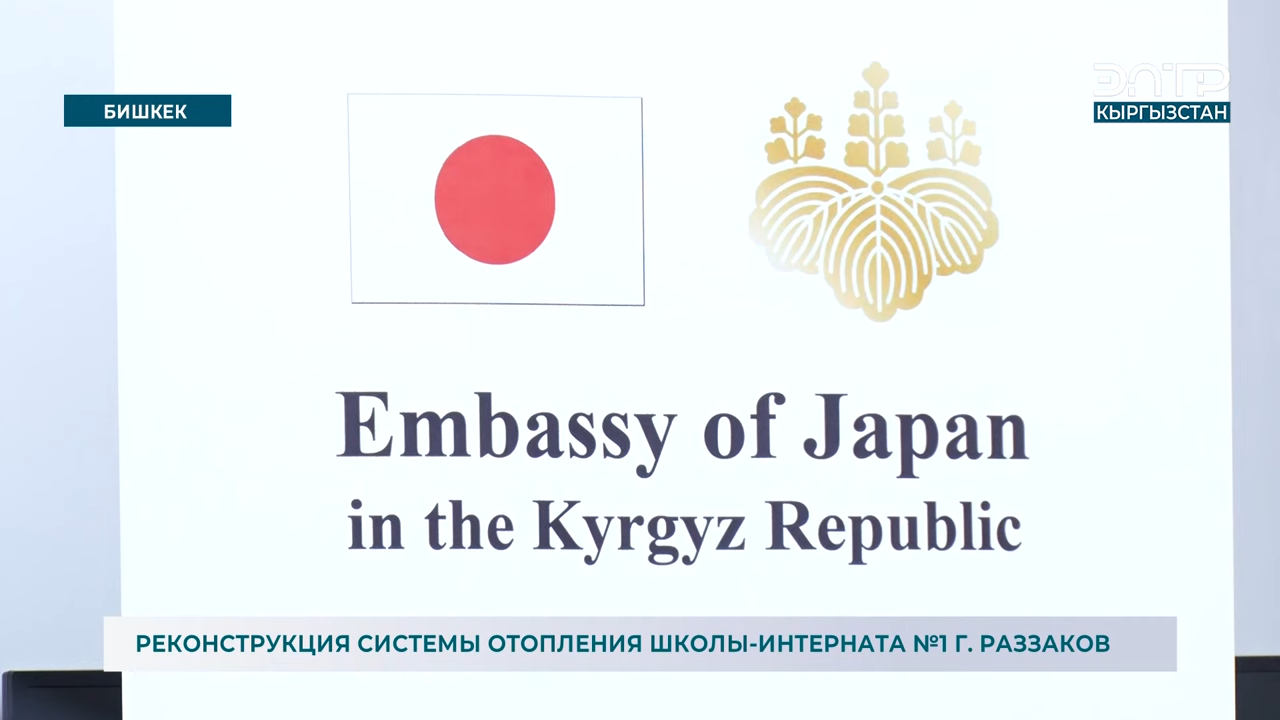 БИШКЕК
ЭЛТР
КЫРГЫЗСТАН
Embassy of Japan
in the Kyrgyz Republic
РЕКОНСТРУКЦИЯ СИСТЕМЫ ОТОПЛЕНИЯ ШКОЛЫ-ИНТЕРНАТА №1 Г. РАЗЗАКОВ